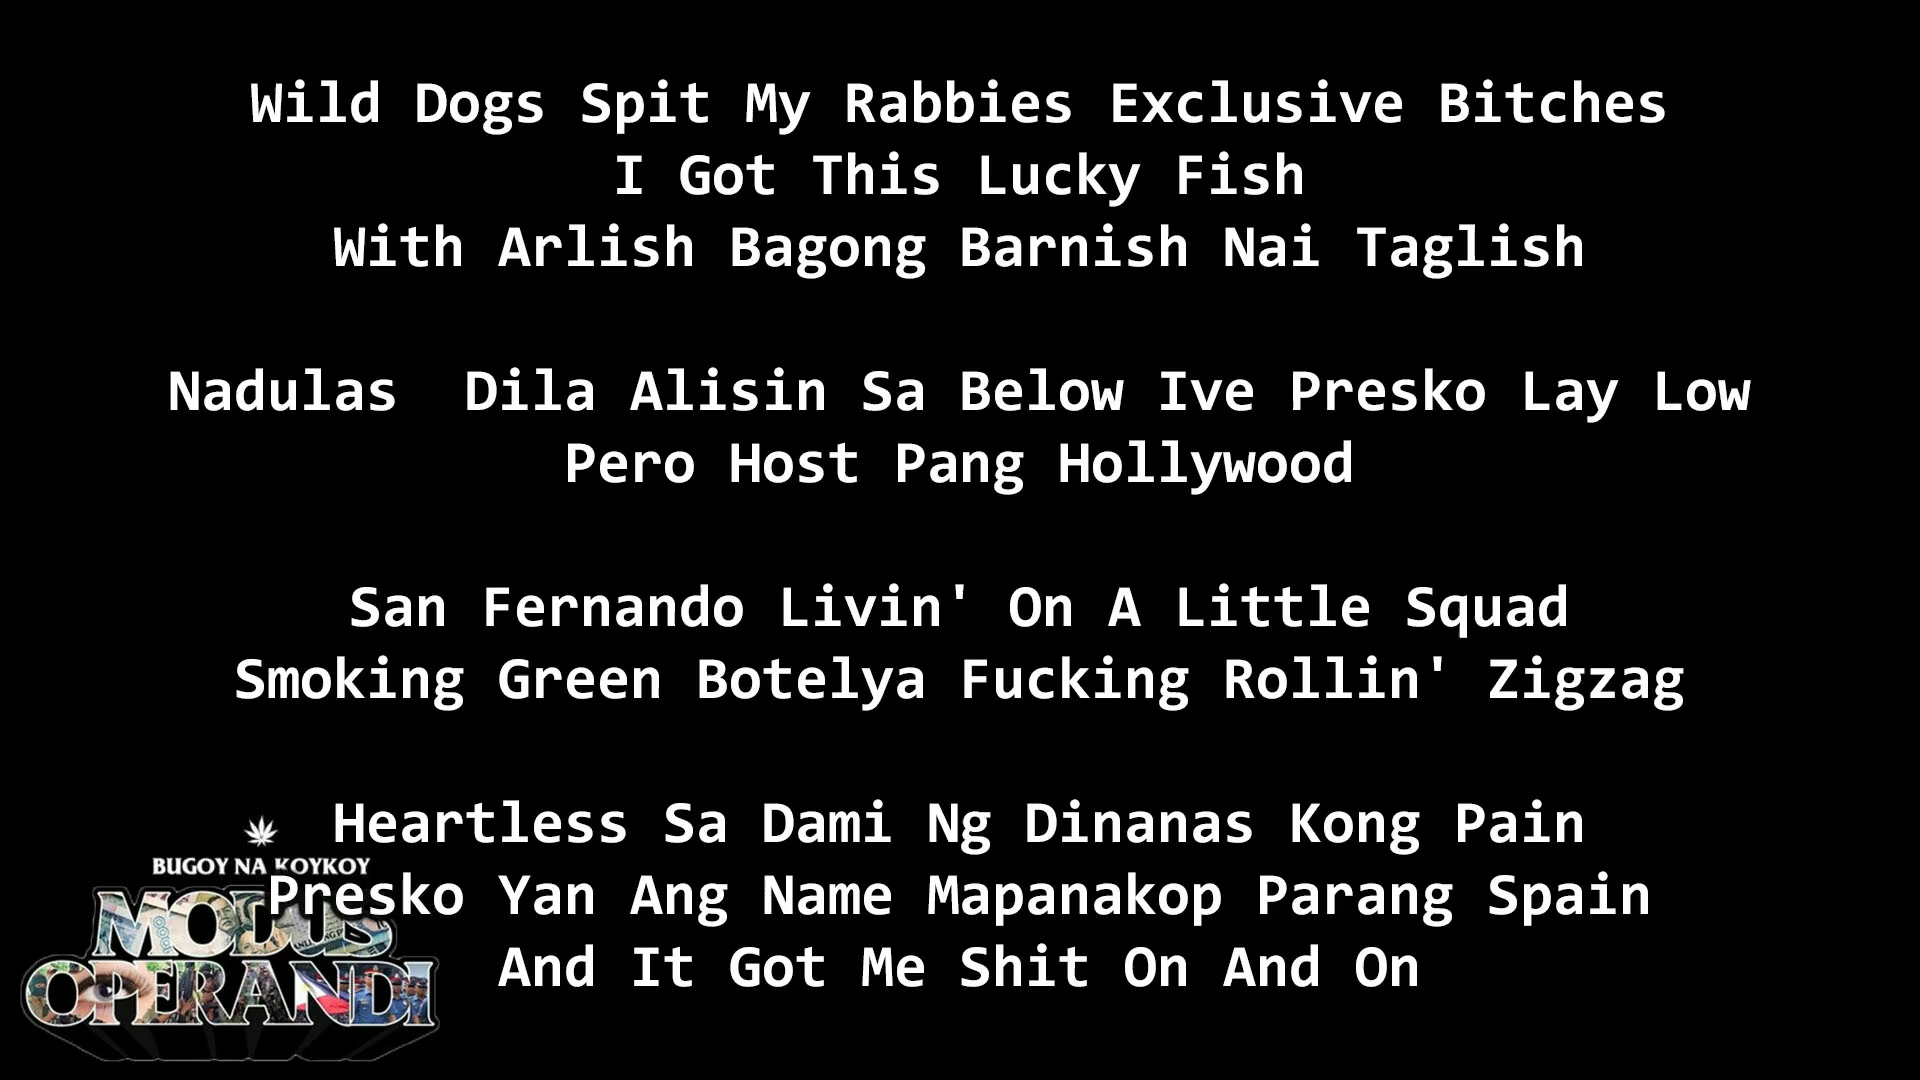 Wild Dogs Spit My Rabbies Exclusive Bitches
I Got This Lucky Fish
With Arlish Bagong Barnish Nai Taglish
Nadulas  Dila Alisin Sa Below Ive Presko Lay Low
Pero Host Pang Hollywood
San Fernando Livin' On A Little Squad
Smoking Green Botelya Fucking Rollin' Zigzag
Heartless Sa Dami Ng Dinanas Kong Pain
Presko Yan Ang Name Mapanakop Parang Spain
And It Got Me Shit On And On
BUGOY NA KOYKOY
MODUS
OPERANDI